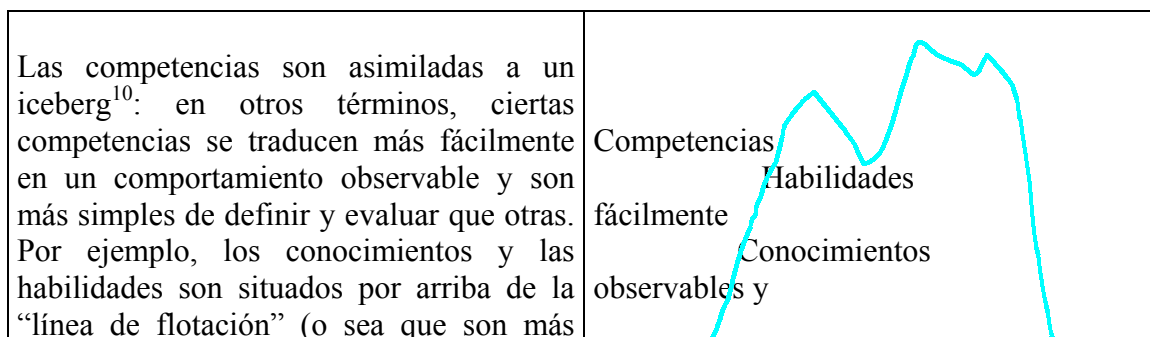 Las competencias son asimiladas a un
iceberg10: en otros términos, ciertas
competencias se traducen más fácilmente
en un comportamiento observable y son
más simples de definir y evaluar que otras.
Por ejemplo, los conocimientos y las
habilidades son situados por arriba de la
“línea de flotación” (o sea que son más
Competencias
Habilidades
fácilmente
Conocimientos
observables y